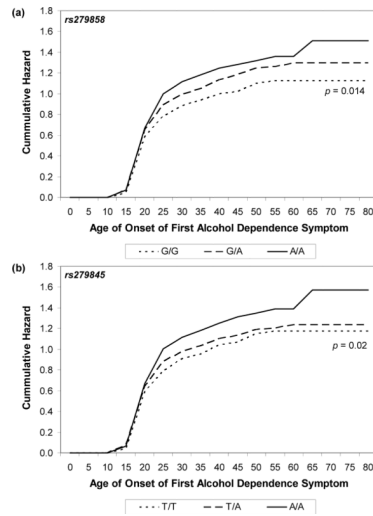 (a)
rs279858
Cummulative Hazard
1.8
1.6
1.4
1.2
1.0
0.8
0.6
0.4
0.2
0.0
p = 0.014
0 5 10 15 20 25 30 35 40 45 50 55 60 65 70 75 80
Age of Onset of First Alcohol Dependence Symptom
G/G G/A A/A
(b)
rs279845
Cummulative Hazard
1.8
1.6
1.4
1.2
1.0
0.8
0.6
0.4
0.2
0.0
p = 0.02
0 5 10 15 20 25 30 35 40 45 50 55 60 65 70 75 80
Age of Onset of First Alcohol Dependence Symptom
T/T T/A A/A